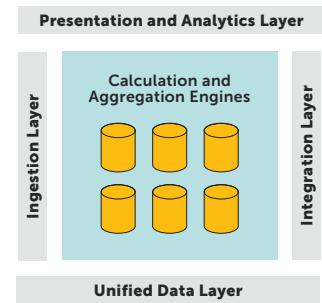 Presentation and Analytics Layer
Ingestion Layer
Calculation and
Aggregation Engines
Integration Layer
Unified Data Layer